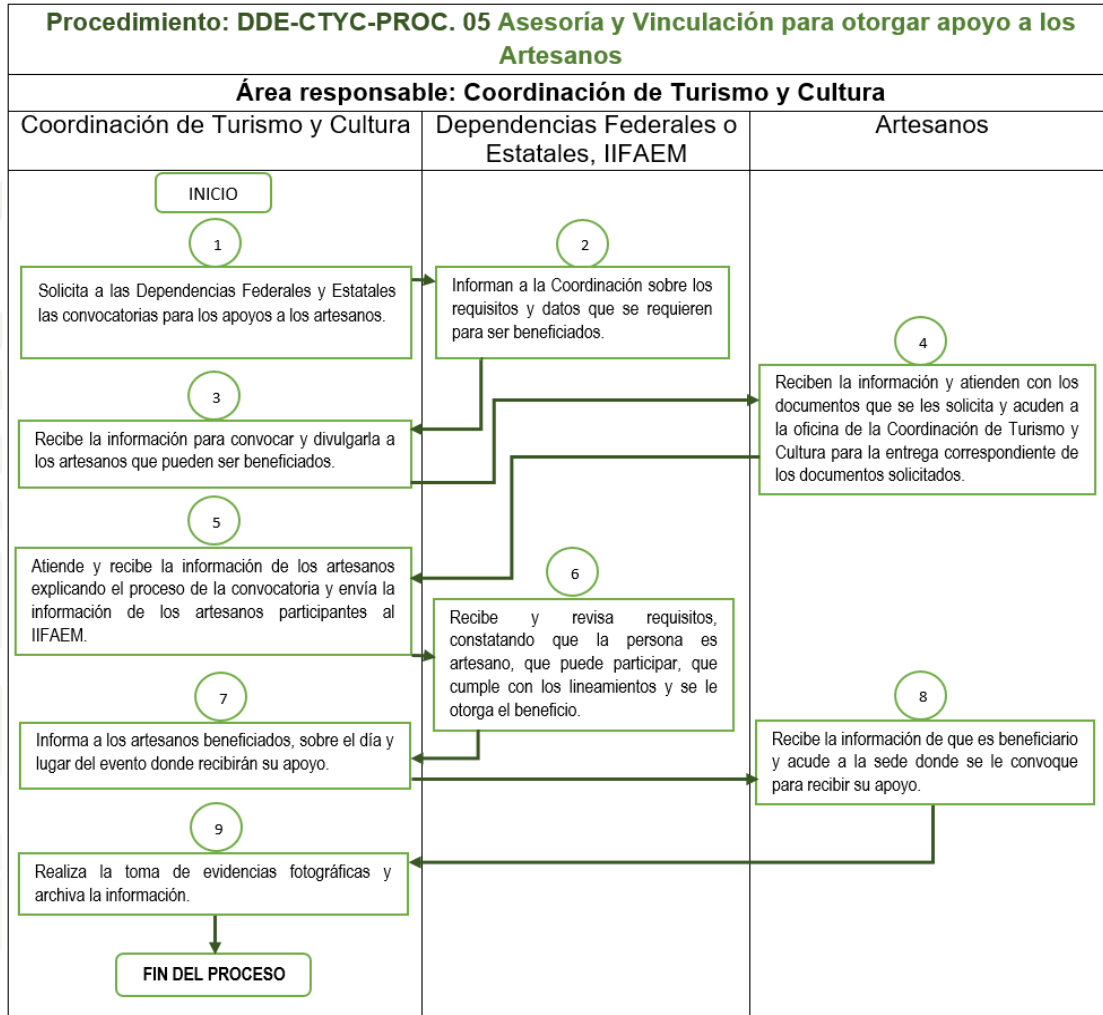 Procedimiento: DDE-CTYC-PROC. 05 Asesoría y Vinculación para otorgar apoyo a los
Artesanos
Área responsable: Coordinación de Turismo y Cultura
Coordinación de Turismo y Cultura
Dependencias Federales o
Estatales, IIFAEM
Artesanos
INICIO
1
Solicita a las Dependencias Federales y Estatales
las convocatorias para los apoyos a los artesanos.
2
Informan a la Coordinación sobre los
requisitos y datos que se requieren
para ser beneficiados.
3
Recibe la información para convocar y divulgarla a
los artesanos que pueden ser beneficiados.
4
Reciben la información y atienden con los
documentos que se les solicita y acuden a
la oficina de la Coordinación de Turismo y
Cultura para la entrega correspondiente de
los documentos solicitados.
5
Atiende y recibe la información de los artesanos
explicando el proceso de la convocatoria y envía la
información de los artesanos participantes al
IIFAEM.
6
Recibe y revisa requisitos,
constatando que la persona es
artesano, que puede participar, que
cumple con los lineamientos y se le
otorga el beneficio.
7
Informa a los artesanos beneficiados, sobre el día y
lugar del evento donde recibirán su apoyo.
8
Recibe la información de que es beneficiario
y acude a la sede donde se le convoque
para recibir su apoyo.
9
Realiza la toma de evidencias fotográficas y
archiva la información.
FIN DEL PROCESO